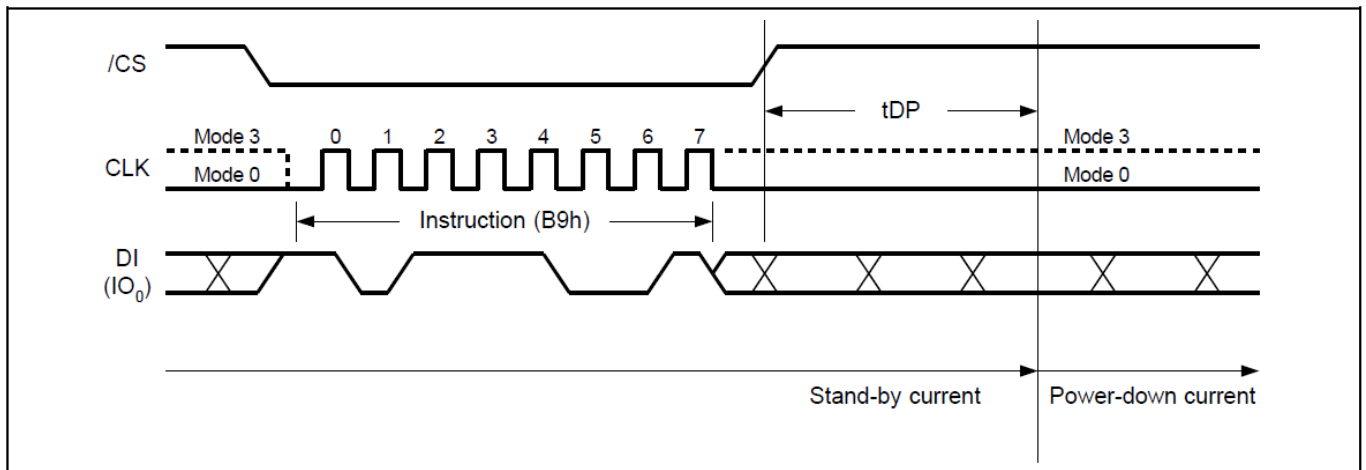 /CS
tDP
Mode 3 0 1 2 3 4 5 6 7 Mode 3
CLK
Mode 0 Mode 0
Instruction (B9h)
DI
(IO0)
Stand-by current Power-down current